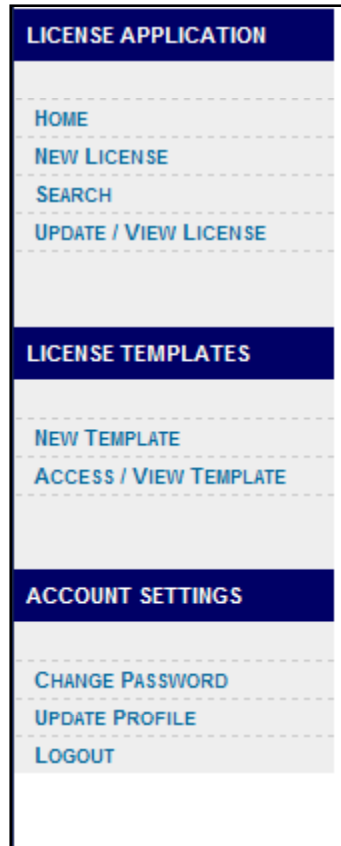 LICENSE APPLICATION
HOME
NEW LICENSE
SEARCH
UPDATE / VIEW LICENSE
LICENSE TEMPLATES
NEW TEMPLATE
ACCESS / VIEW TEMPLATE
ACCOUNT SETTINGS
CHANGE PASSWORD
UPDATE PROFILE
LOGOUT